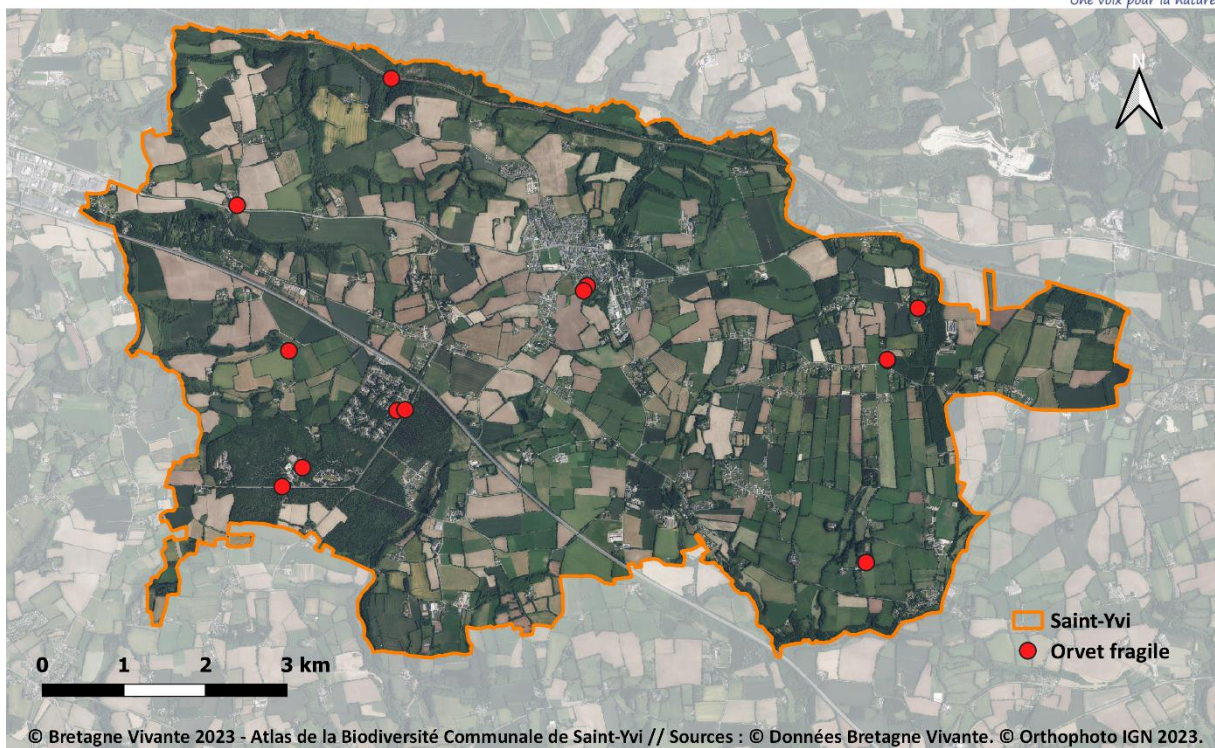 Une voix pour la nature
N
Saint-Yvi
Orvet fragile
0 1 2 3 km
© Bretagne Vivante 2023 - Atlas de la Biodiversité Communale de Saint-Yvi // Sources : © Données Bretagne Vivante. © Orthophoto IGN 2023.